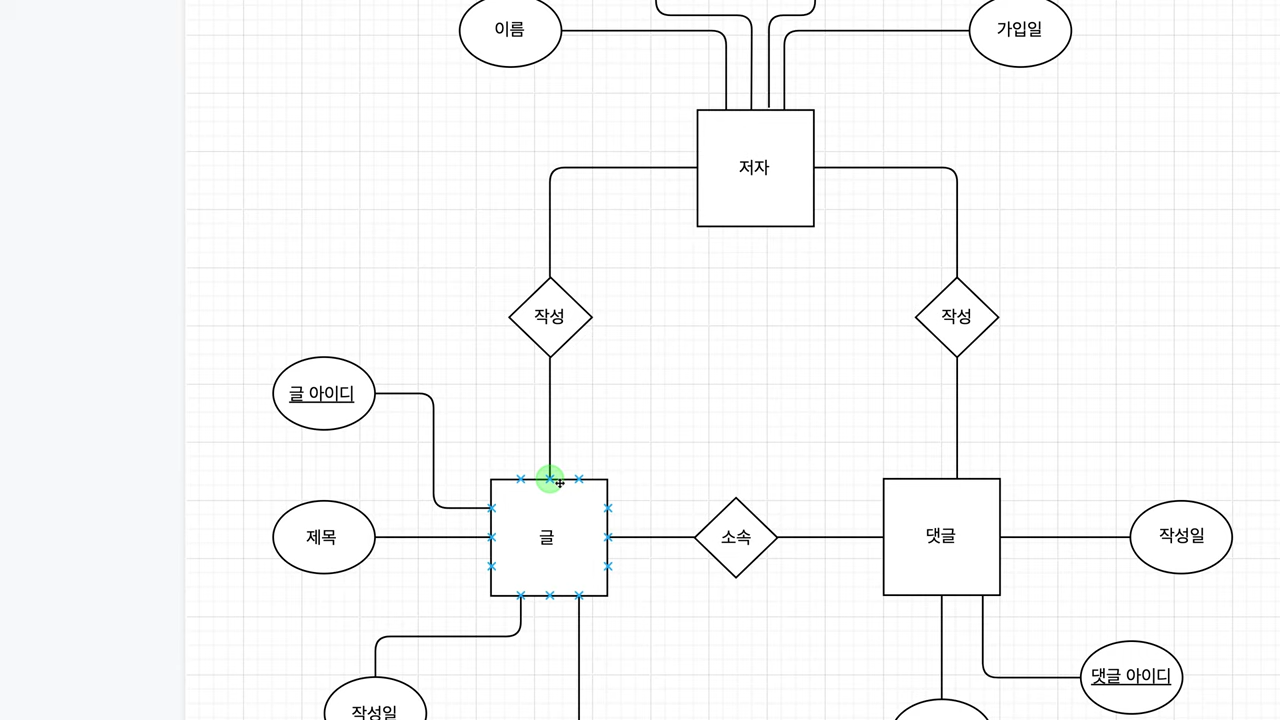 이름
가입일
저자
작성
작성
글 아이디
제목
글
소속
댓글
작성일
댓글 아이디
작성일